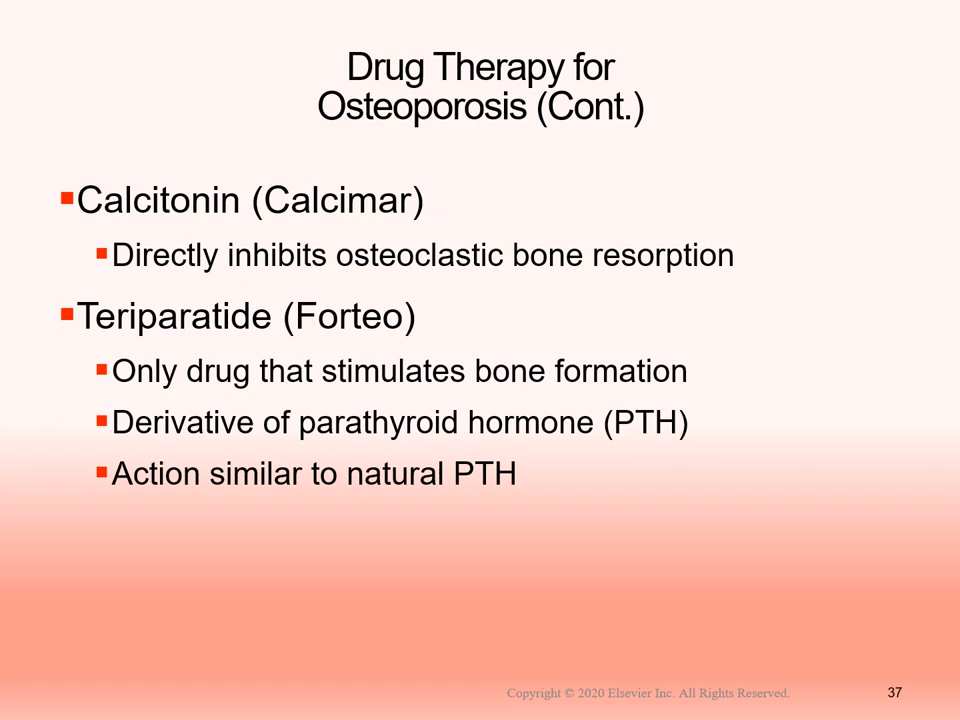 Drug Therapy for
Osteoporosis (Cont.)
Calcitonin (Calcimar)
Directly inhibits osteoclastic bone resorption
Teriparatide (Forteo)
Only drug that stimulates bone formation
Derivative of parathyroid hormone (PTH)
Action similar to natural PTH
Copyright © 2020 Elsevier Inc. All Rights Reserved.
37